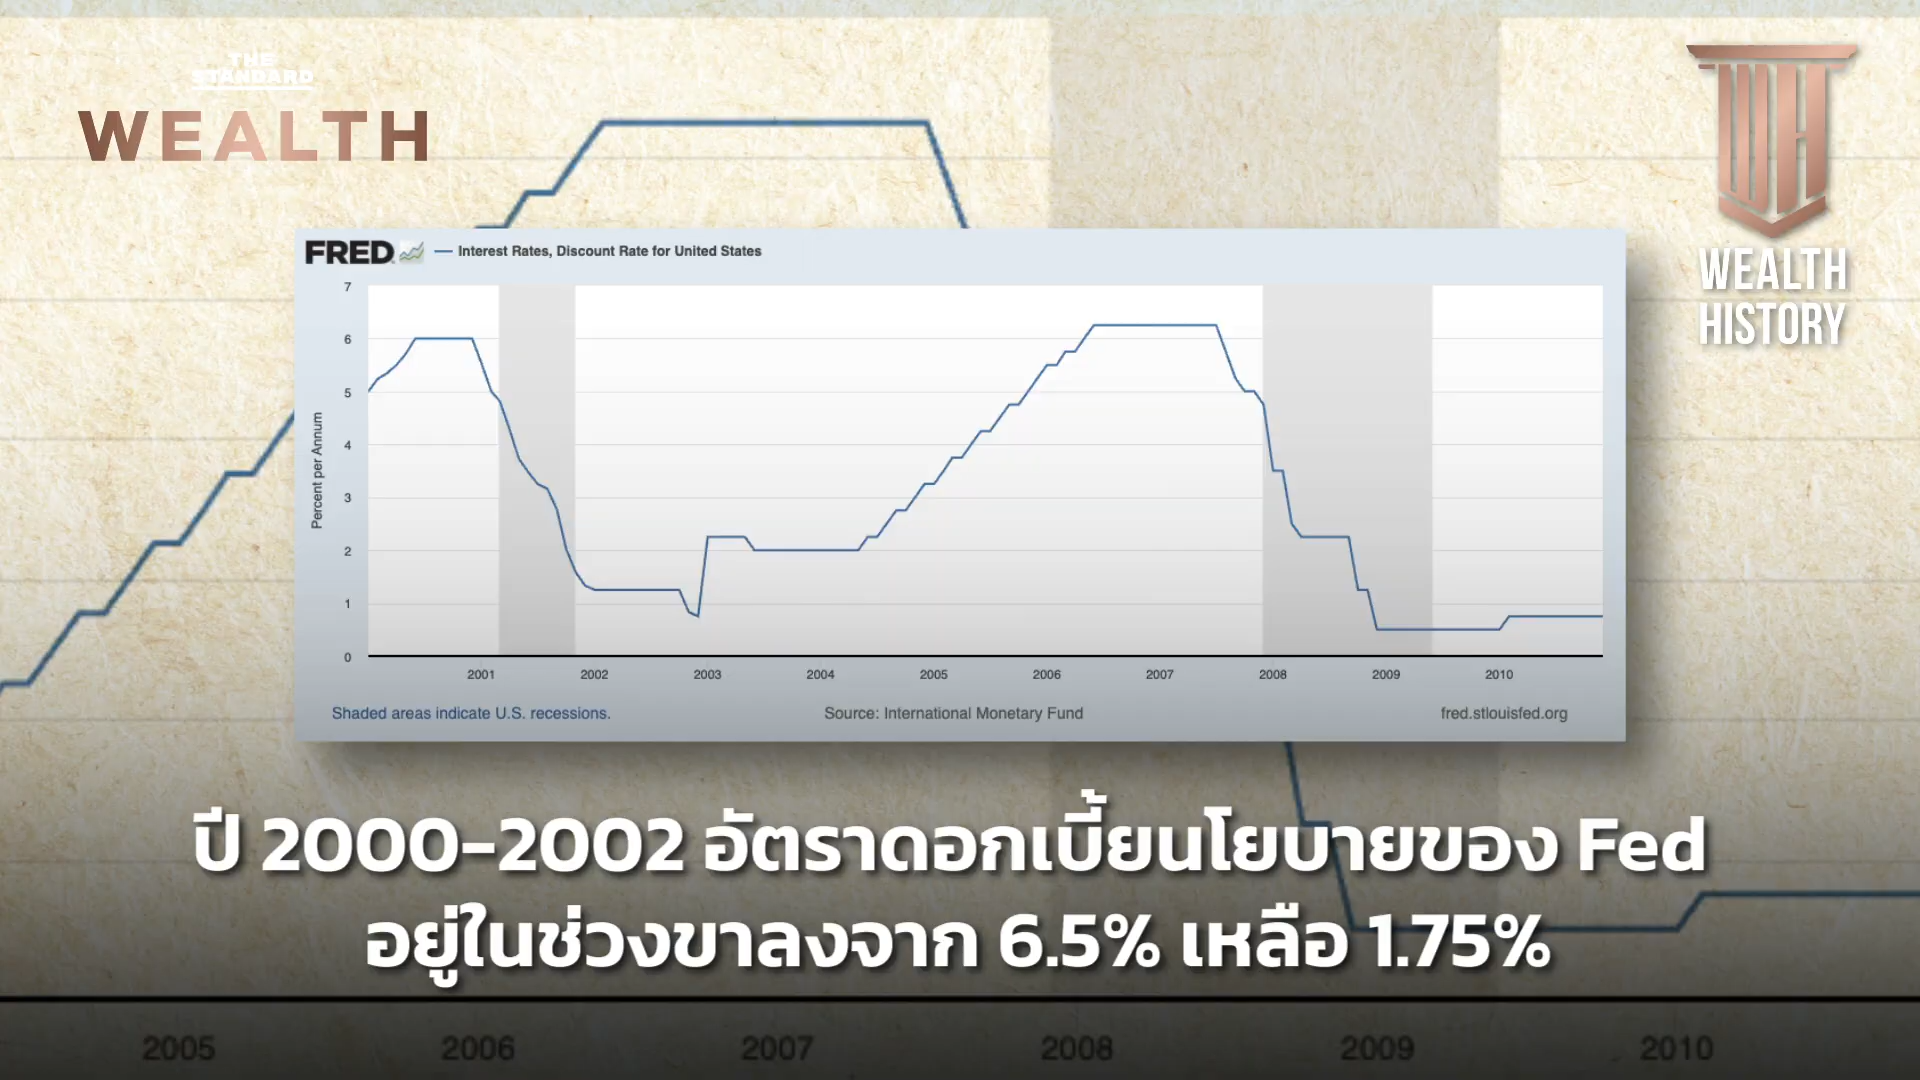 THE
STANDARD
WEALTH
WH
WEALTH
HISTORY
FRED
Interest Rates, Discount Rate for United States
7
6
5
4
3
2
1
0
Percent per Annum
2001 2002 2003 2004 2005 2006 2007 2008 2009 2010
Shaded areas indicate U.S. recessions. Source: International Monetary Fund fred.stlouisfed.org
ปี 2000-2002 อัตราดอกเบี้ยนโยบายของ Fed
อยู่ในช่วงขาลงจาก 6.5% เหลือ 1.75%
2005 2006 2007 2008 2009 2010